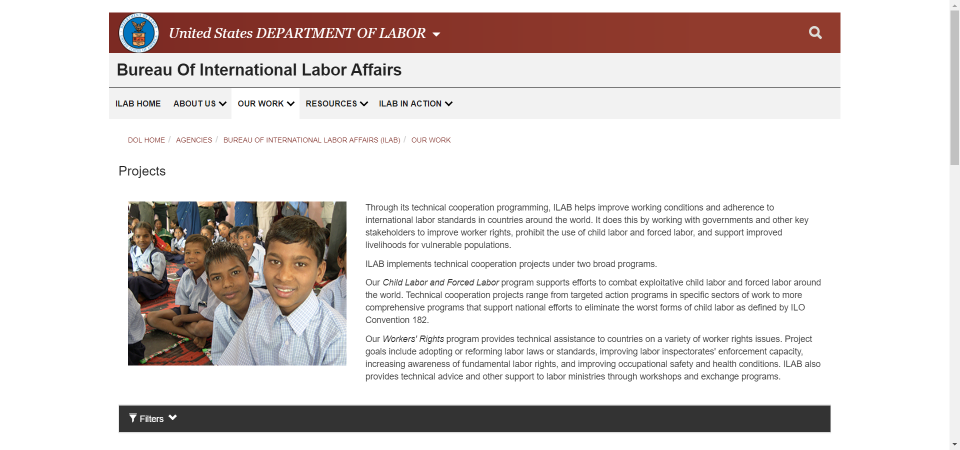 United States DEPARTMENT OF LABOR
Bureau Of International Labor Affairs
ILAB HOME ABOUT US OUR WORK RESOURCES ILAB IN ACTION
DOL HOME / AGENCIES / BUREAU OF INTERNATIONAL LABOR AFFAIRS (ILAB) / OUR WORK
Projects
Through its technical cooperation programming, ILAB helps improve working conditions and adherence to
international labor standards in countries around the world. It does this by working with governments and other key
stakeholders to improve worker rights, prohibit the use of child labor and forced labor, and support improved
livelihoods for vulnerable populations.
ILAB implements technical cooperation projects under two broad programs.
Our Child Labor and Forced Labor program supports efforts to combat exploitative child labor and forced labor around
the world. Technical cooperation projects range from targeted action programs in specific sectors of work to more
comprehensive programs that support national efforts to eliminate the worst forms of child labor as defined by ILO
Convention 182.
Our Workers' Rights program provides technical assistance to countries on a variety of worker rights issues. Project
goals include adopting or reforming labor laws or standards, improving labor inspectorates' enforcement capacity,
increasing awareness of fundamental labor rights, and improving occupational safety and health conditions. ILAB also
provides technical advice and other support to labor ministries through workshops and exchange programs.
Filters